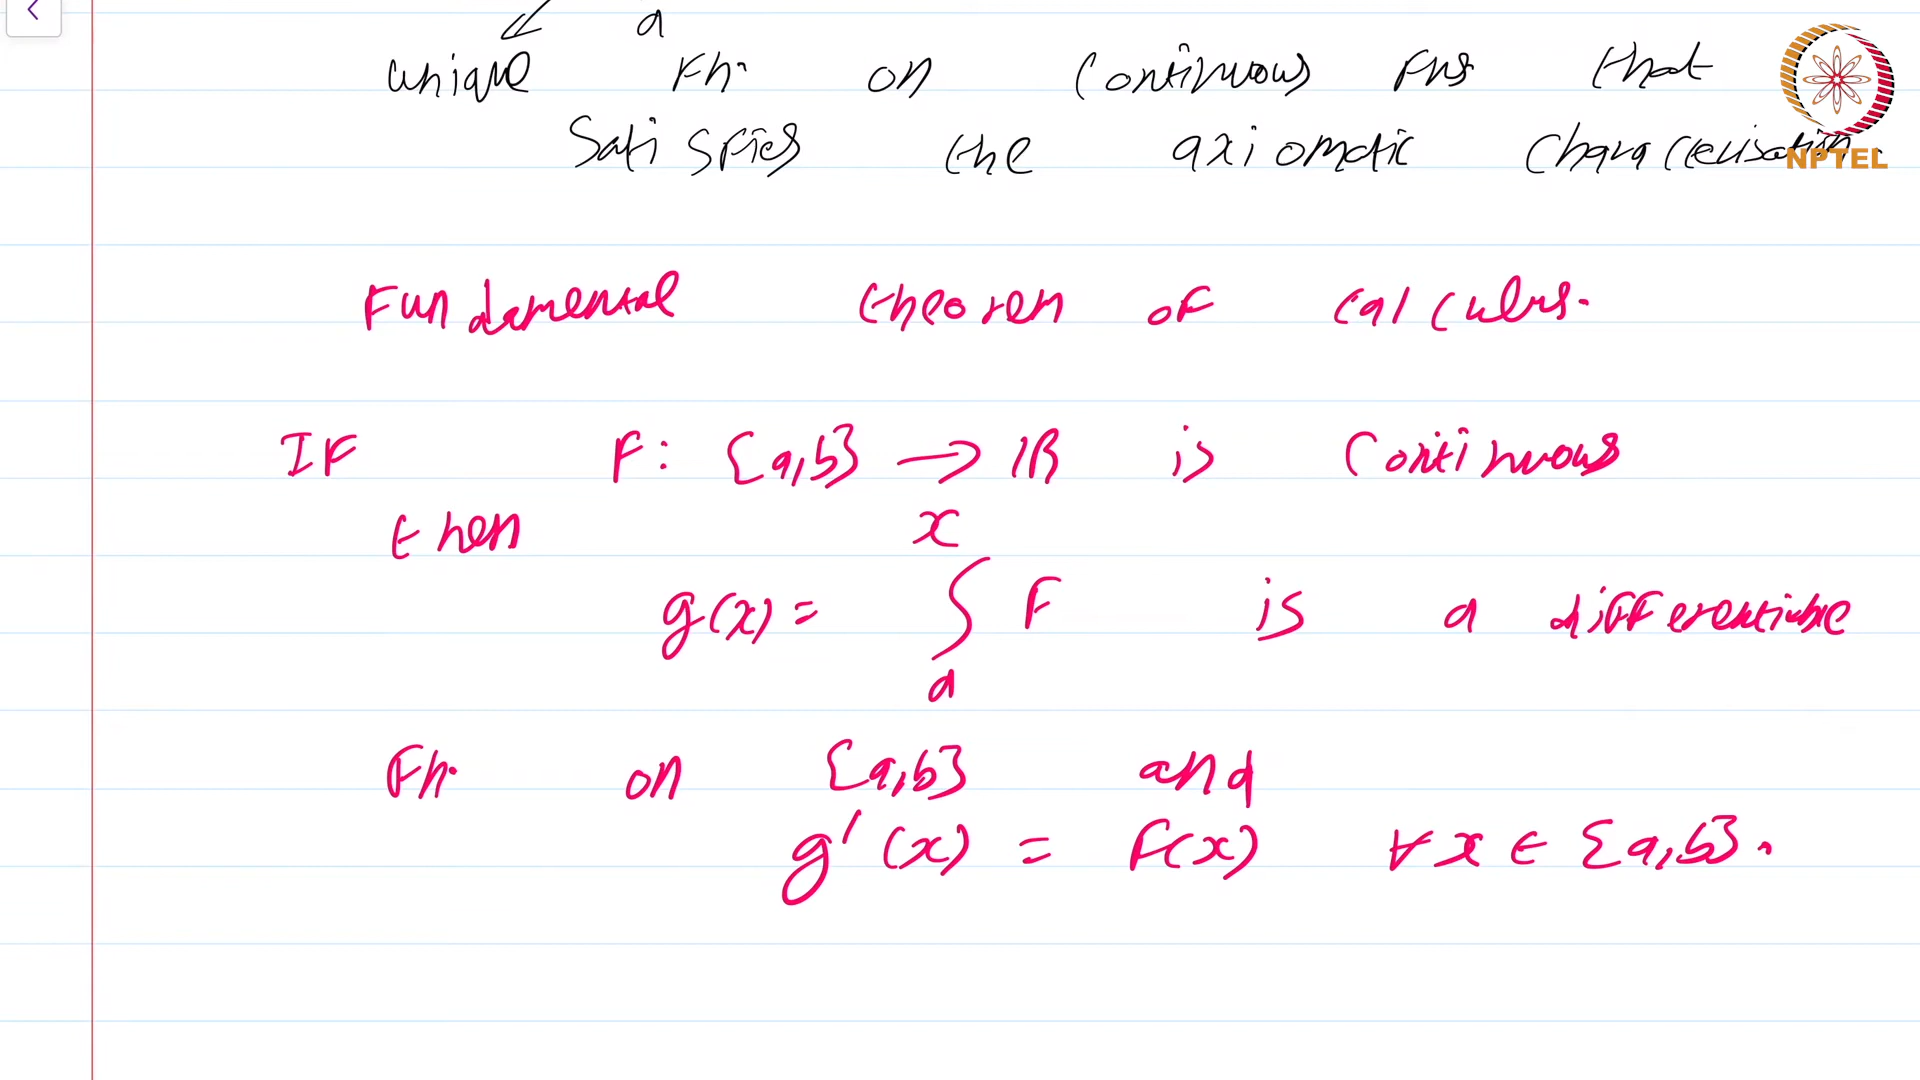 a
unique Fn. on continuous Fns that
satisfies the axiomatic characterisation.
NPTEL
Fundamental theorem of calculus.
IF F: [a,b] → ℝ is continuous
then x
g(x) = ∫ F is a differentiable
a
Fn. on [a,b] and
g'(x) = F(x) ∀ x ∈ [a,b].